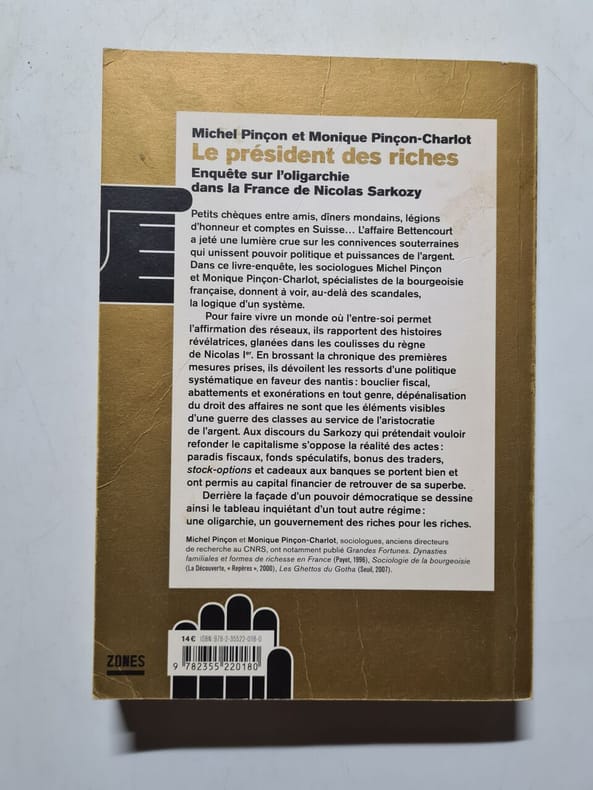 Michel Pinçon et Monique Pinçon-Charlot
Le président des riches
Enquête sur l'oligarchie
dans la France de Nicolas Sarkozy
Petits chèques entre amis, dîners mondains, légions
d'honneur et comptes en Suisse... L'affaire Bettencourt
a jeté une lumière crue sur les connivences souterraines
qui unissent pouvoir politique et puissances de l'argent.
Dans ce livre-enquête, les sociologues Michel Pinçon
et Monique Pinçon-Charlot, spécialistes de la bourgeoisie
française, donnent à voir, au-delà des scandales,
la logique d'un système.
Pour faire vivre un monde où l'entre-soi permet
l'affirmation des réseaux, ils rapportent des histoires
révélatrices, glanées dans les coulisses du règne
de Nicolas Ier. En brossant la chronique des premières
mesures prises, ils dévoilent les ressorts d'une politique
systématique en faveur des nantis : bouclier fiscal,
abattements et exonérations en tout genre, dépénalisation
du droit des affaires ne sont que les éléments visibles
d'une guerre des classes au service de l'aristocratie
de l'argent. Aux discours du Sarkozy qui prétendait vouloir
refonder le capitalisme s'oppose la réalité des actes :
paradis fiscaux, fonds spéculatifs, bonus des traders,
stock-options et cadeaux aux banques se portent bien et
ont permis au capital financier de retrouver de sa superbe.
Derrière la façade d'un pouvoir démocratique se dessine
ainsi le tableau inquiétant d'un tout autre régime :
une oligarchie, un gouvernement des riches pour les riches.
Michel Pinçon et Monique Pinçon-Charlot, sociologues, anciens directeurs
de recherche au CNRS, ont notamment publié Grandes Fortunes. Dynasties
familiales et formes de richesse en France (Payot, 1996), Sociologie de la bourgeoisie
(La Découverte, « Repères », 2000), Les Ghettos du Gotha (Seuil, 2007).
14 € ISBN 978-2-35522-018-0
9 782355 220180
ZONES